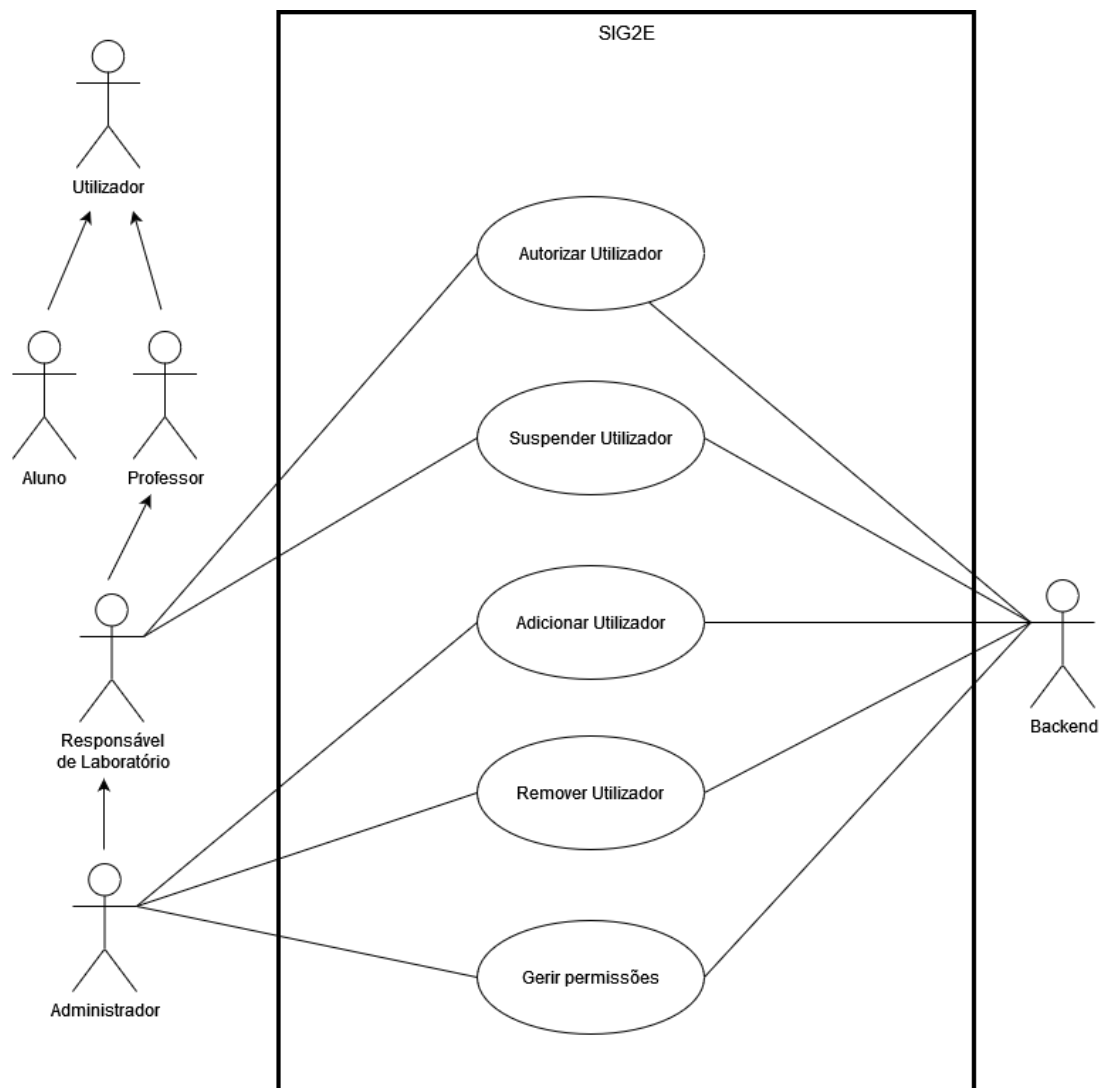 SIG2E
Utilizador
Autorizar Utilizador
Aluno
Professor
Suspender Utilizador
Adicionar Utilizador
Responsável
de Laboratório
Backend
Remover Utilizador
Administrador
Gerir permissões